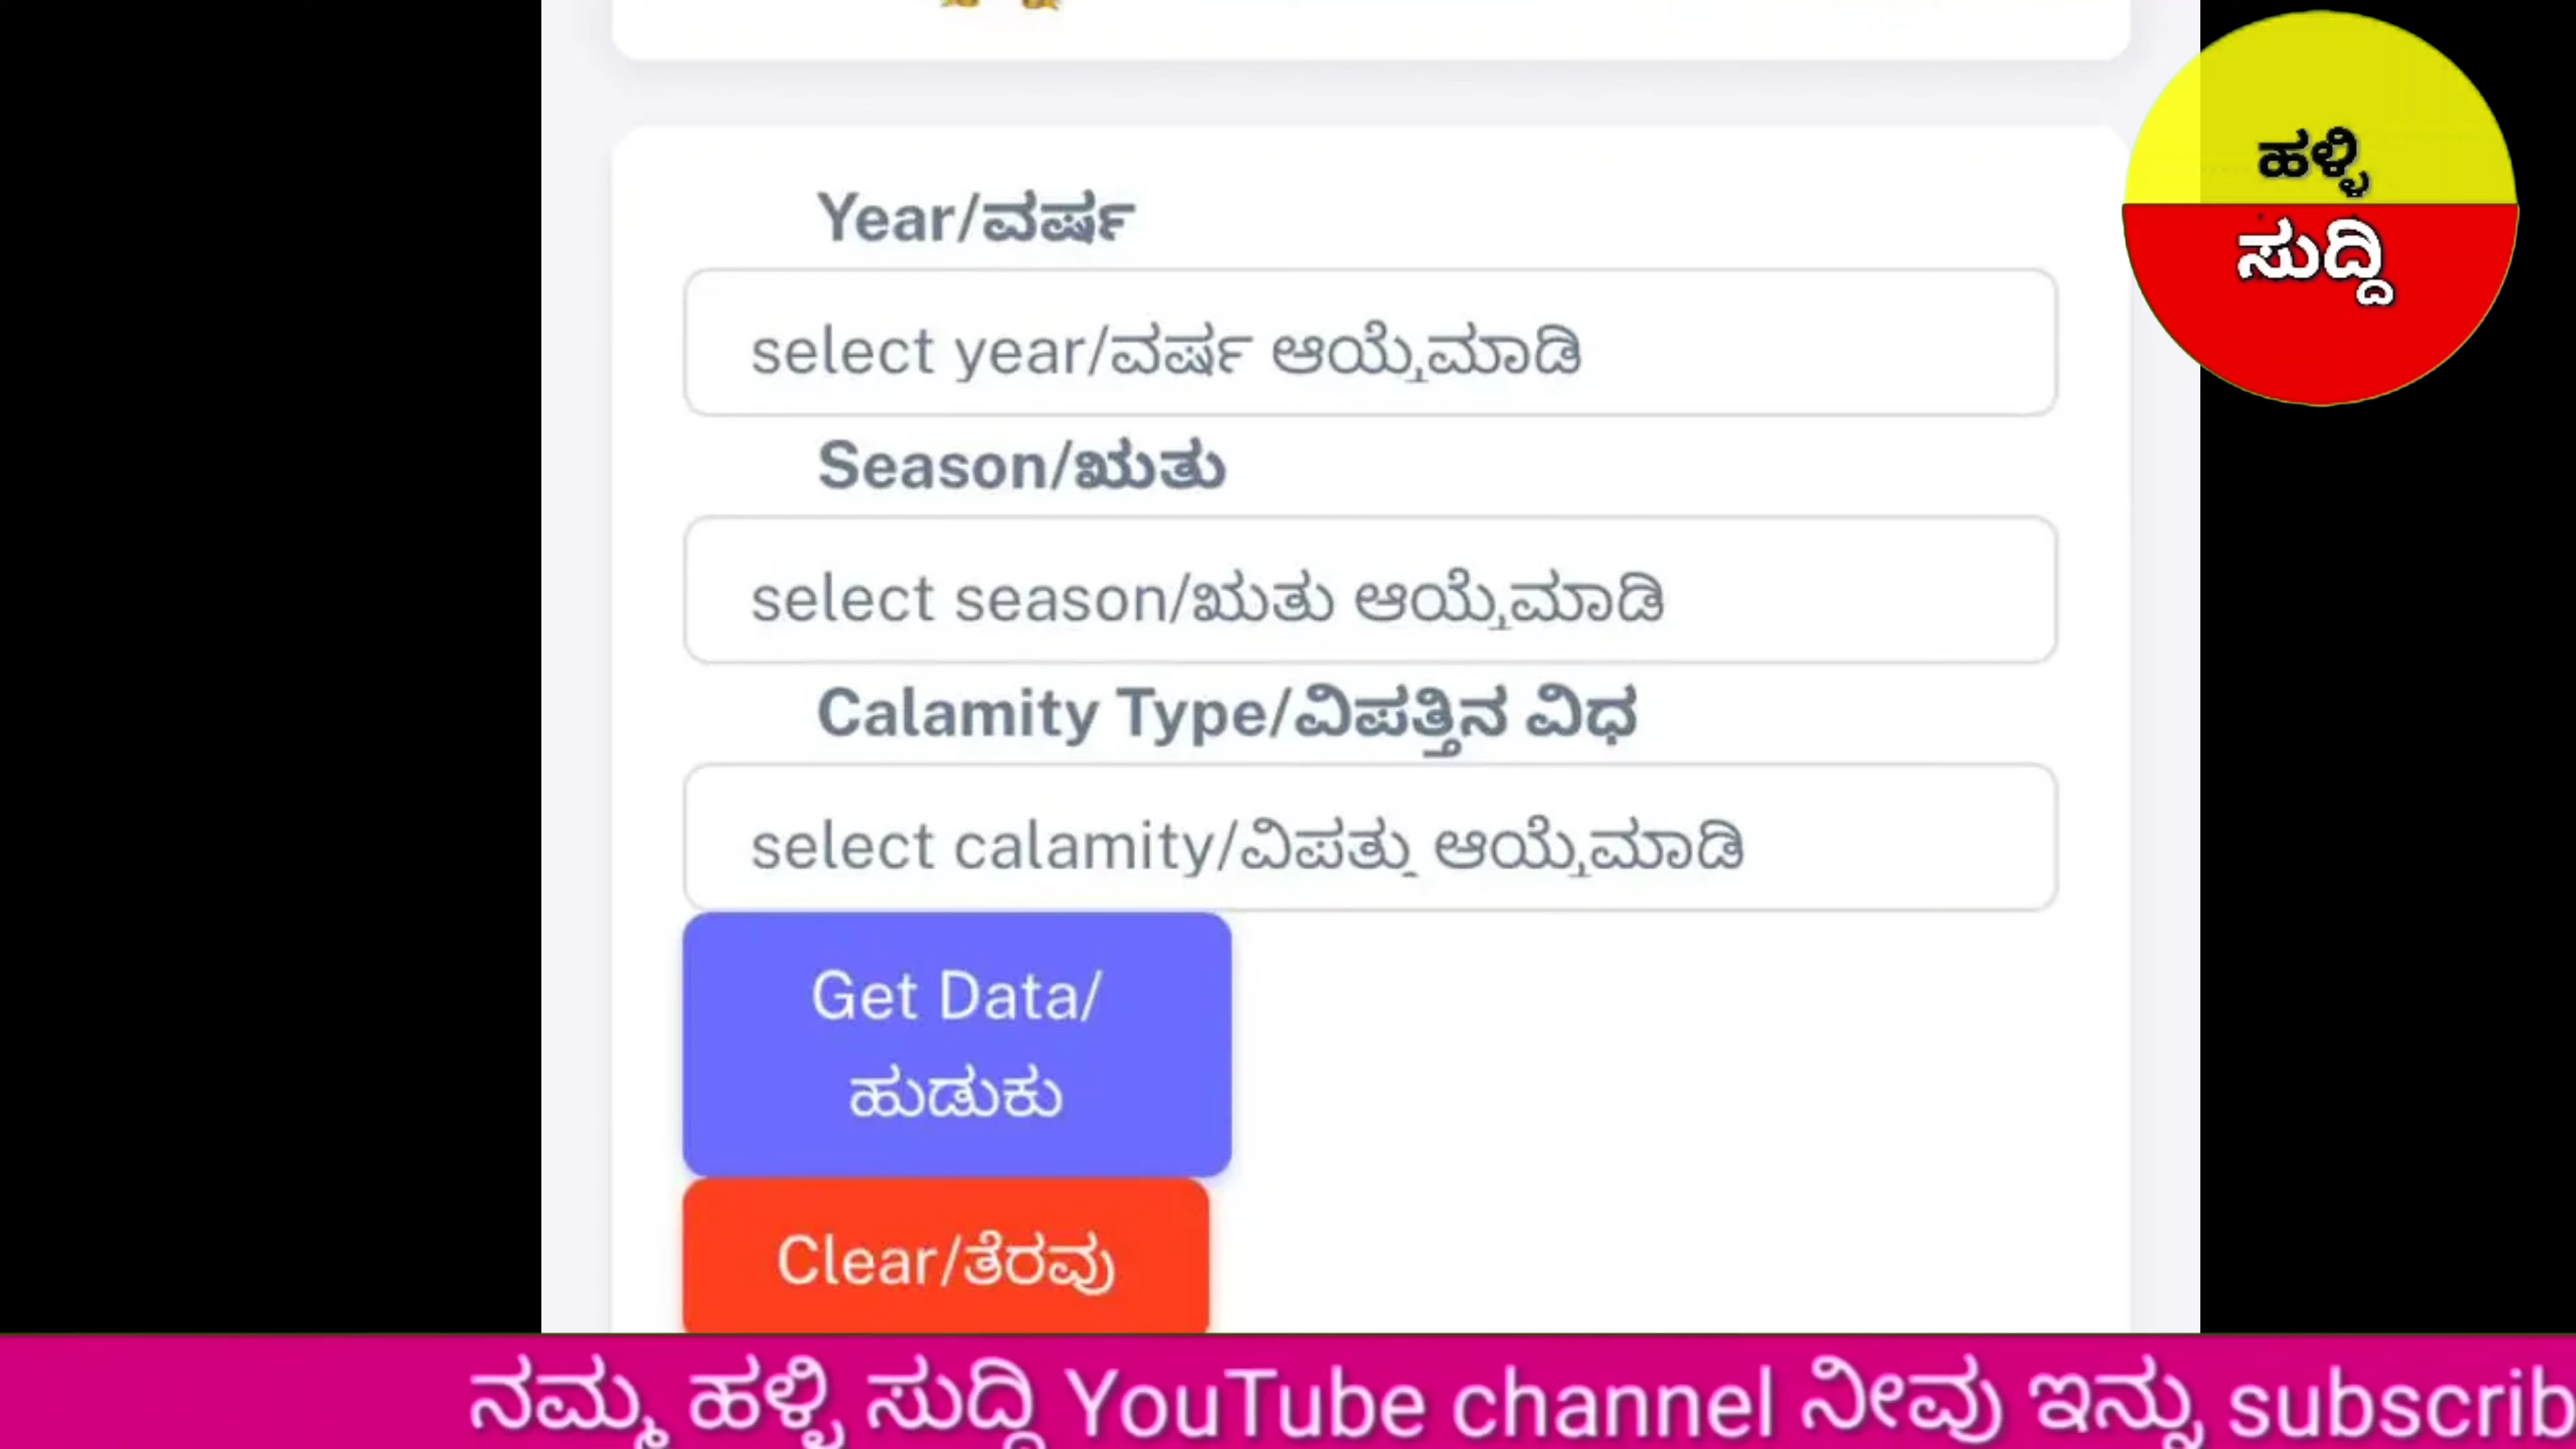 ಹಳ್ಳಿ
ಸುದ್ದಿ
Year/ವರ್ಷ
select year/ವರ್ಷ ಆಯ್ಕೆಮಾಡಿ
Season/ಋತು
select season/ಋತು ಆಯ್ಕೆಮಾಡಿ
Calamity Type/ವಿಪತ್ತಿನ ವಿಧ
select calamity/ವಿಪತ್ತು ಆಯ್ಕೆಮಾಡಿ
Get Data/
ಹುಡುಕು
Clear/ತೆರವು
ನಮ್ಮ ಹಳ್ಳಿ ಸುದ್ದಿ YouTube channel ನೀವು ಇನ್ನು subscrib